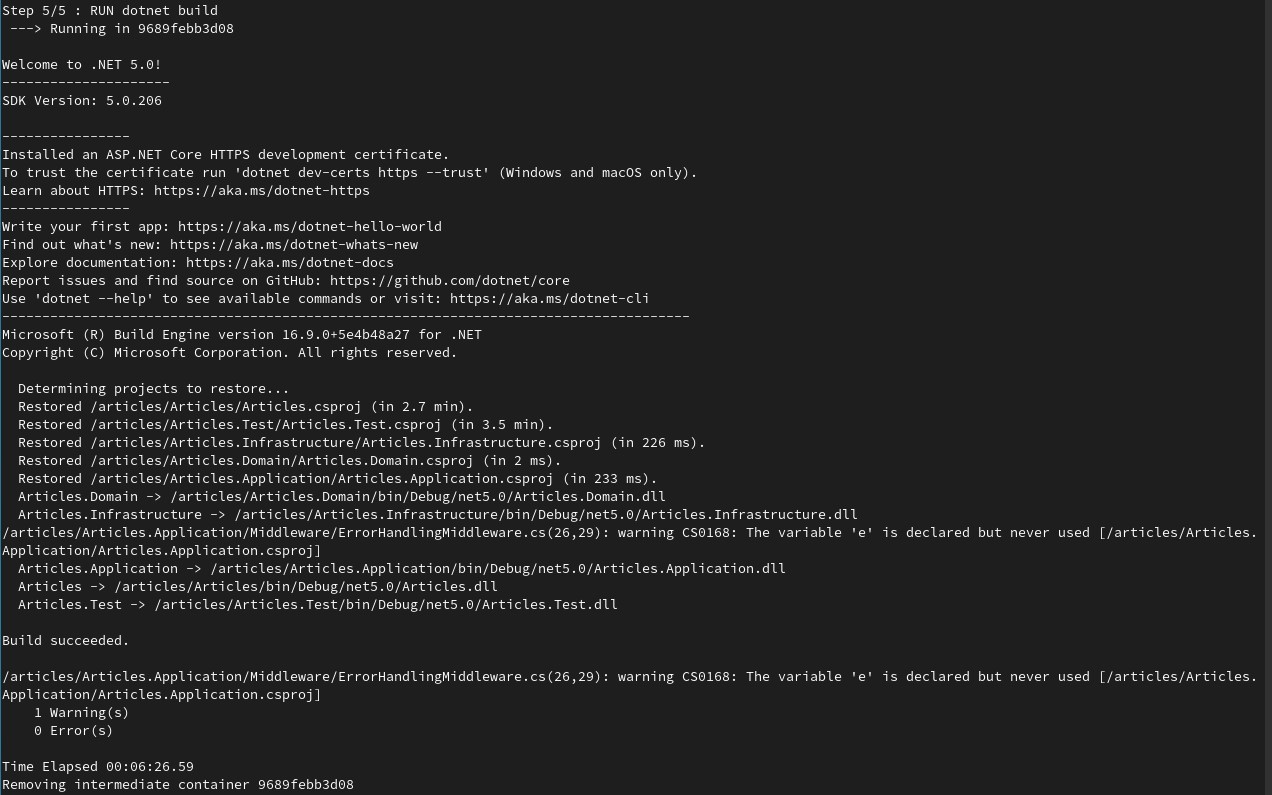 Step 5/5 : RUN dotnet build
 ---> Running in 9689febb3d08
Welcome to .NET 5.0!
---------------------
SDK Version: 5.0.206
----------------
Installed an ASP.NET Core HTTPS development certificate.
To trust the certificate run 'dotnet dev-certs https --trust' (Windows and macOS only).
Learn about HTTPS: https://aka.ms/dotnet-https
----------------
Write your first app: https://aka.ms/dotnet-hello-world
Find out what's new: https://aka.ms/dotnet-whats-new
Explore documentation: https://aka.ms/dotnet-docs
Report issues and find source on GitHub: https://github.com/dotnet/core
Use 'dotnet --help' to see available commands or visit: https://aka.ms/dotnet-cli
--------------------------------------------------------------------------------------
Microsoft (R) Build Engine version 16.9.0+5e4b48a27 for .NET
Copyright (C) Microsoft Corporation. All rights reserved.
  Determining projects to restore...
  Restored /articles/Articles/Articles.csproj (in 2.7 min).
  Restored /articles/Articles.Test/Articles.Test.csproj (in 3.5 min).
  Restored /articles/Articles.Infrastructure/Articles.Infrastructure.csproj (in 226 ms).
  Restored /articles/Articles.Domain/Articles.Domain.csproj (in 2 ms).
  Restored /articles/Articles.Application/Articles.Application.csproj (in 233 ms).
  Articles.Domain -> /articles/Articles.Domain/bin/Debug/net5.0/Articles.Domain.dll
  Articles.Infrastructure -> /articles/Articles.Infrastructure/bin/Debug/net5.0/Articles.Infrastructure.dll
/articles/Articles.Application/Middleware/ErrorHandlingMiddleware.cs(26,29): warning CS0168: The variable 'e' is declared but never used [/articles/Articles.
Application/Articles.Application.csproj]
  Articles.Application -> /articles/Articles.Application/bin/Debug/net5.0/Articles.Application.dll
  Articles -> /articles/Articles/bin/Debug/net5.0/Articles.dll
  Articles.Test -> /articles/Articles.Test/bin/Debug/net5.0/Articles.Test.dll
Build succeeded.
/articles/Articles.Application/Middleware/ErrorHandlingMiddleware.cs(26,29): warning CS0168: The variable 'e' is declared but never used [/articles/Articles.
Application/Articles.Application.csproj]
    1 Warning(s)
    0 Error(s)
Time Elapsed 00:06:26.59
Removing intermediate container 9689febb3d08